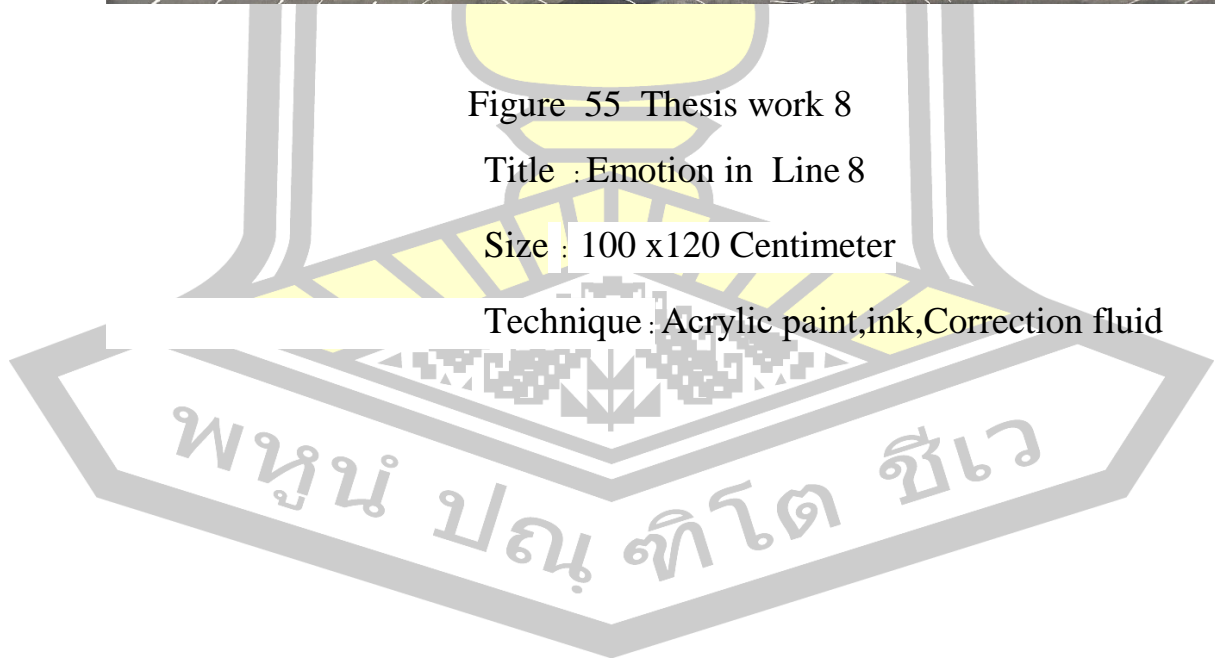 Figure 55 Thesis work 8
Title : Emotion in Line 8
Size : 100 x120 Centimeter
Technique : Acrylic paint,ink,Correction fluid
พหูนํ ปณฺฑิโต ชีเว